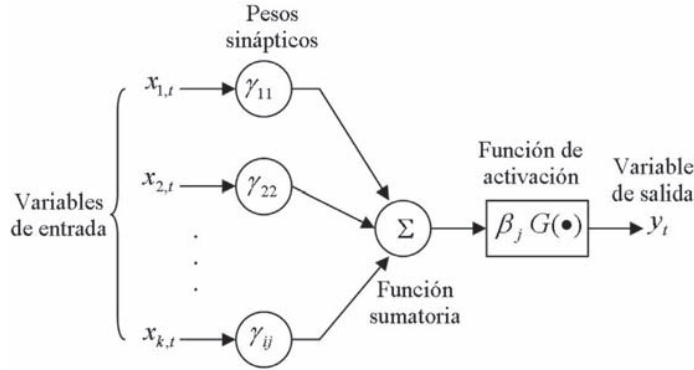 Pesos
sinápticos
x₁,t
γ₁₁
Función de
activación
Variable
de salida
Variables
de entrada
x₂,t
γ₂₂
Σ
βⱼ G(•)
yₜ
.
.
.
Función
sumatoria
xₖ,t
γᵢⱼ